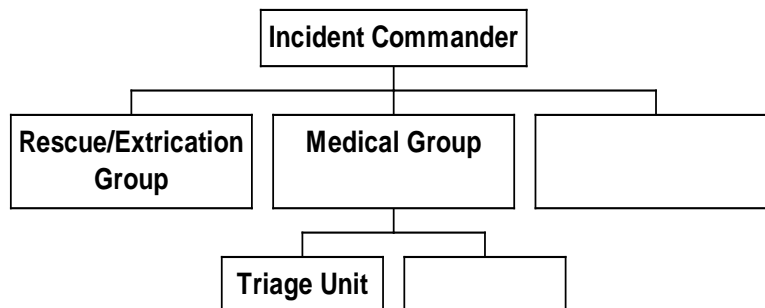 Incident Commander
Rescue/Extrication
Group
Medical Group
Triage Unit